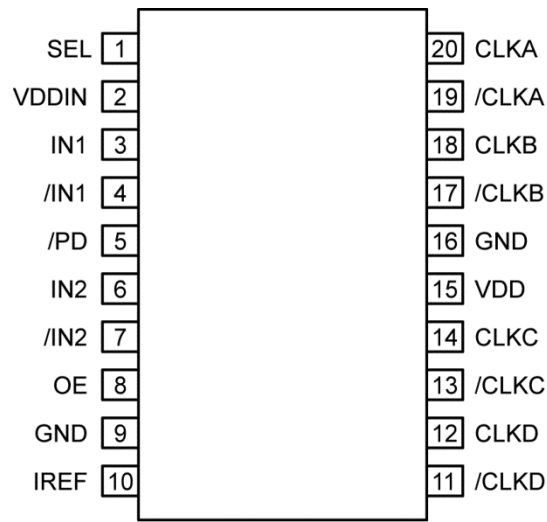 SEL 1 20 CLKA
VDDIN 2 19 /CLKA
IN1 3 18 CLKB
/IN1 4 17 /CLKB
/PD 5 16 GND
IN2 6 15 VDD
/IN2 7 14 CLKC
OE 8 13 /CLKC
GND 9 12 CLKD
IREF 10 11 /CLKD